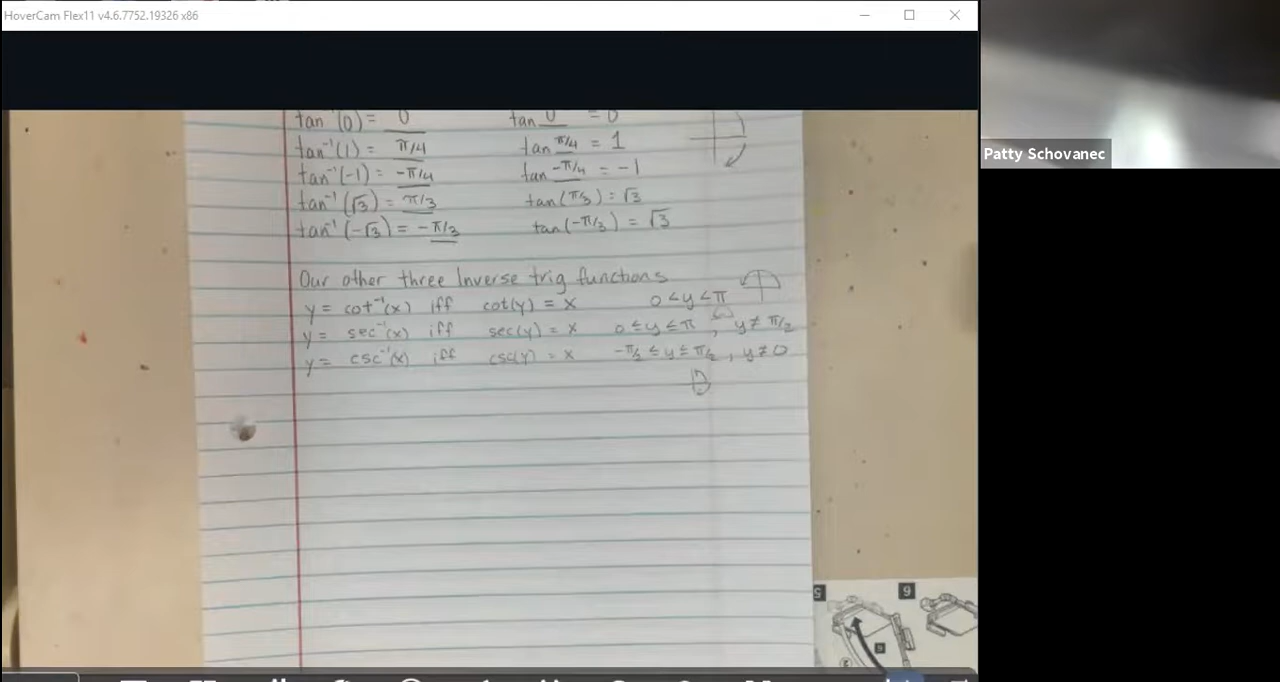 HoverCam Flex11 v4.6.7752.19326 x86
Patty Schovanec
tan⁻¹(0) = 0 tan 0 = 0
tan⁻¹(1) = π/4 tan π/4 = 1
tan⁻¹(-1) = -π/4 tan -π/4 = -1
tan⁻¹(√3) = π/3 tan(π/3) = √3
tan⁻¹(-√3) = -π/3 tan(-π/3) = √3
Our other three Inverse trig functions
y = cot⁻¹(x) iff cot(y) = x 0 < y < π
y = sec⁻¹(x) iff sec(y) = x 0 ≤ y ≤ π , y ≠ π/2
y = csc⁻¹(x) iff csc(y) = x -π/2 ≤ y ≤ π/2 , y ≠ 0
5 6